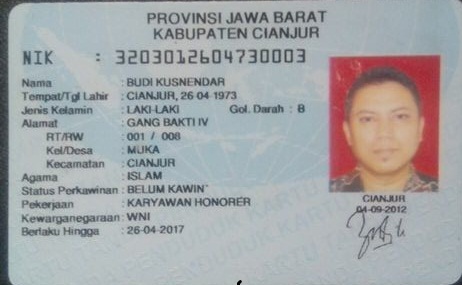 PROVINSI JAWA BARAT
KABUPATEN CIANJUR
NIK : 3203012604730003
Nama : BUDI KUSNENDAR
Tempat/Tgl Lahir : CIANJUR, 26-04-1973
Jenis Kelamin : LAKI-LAKI Gol. Darah : B
Alamat : GANG BAKTI IV
RT/RW : 001 / 008
Kel/Desa : MUKA
Kecamatan : CIANJUR
Agama : ISLAM
Status Perkawinan : BELUM KAWIN
Pekerjaan : KARYAWAN HONORER
Kewarganegaraan : WNI
Berlaku Hingga : 26-04-2017
CIANJUR
04-09-2012